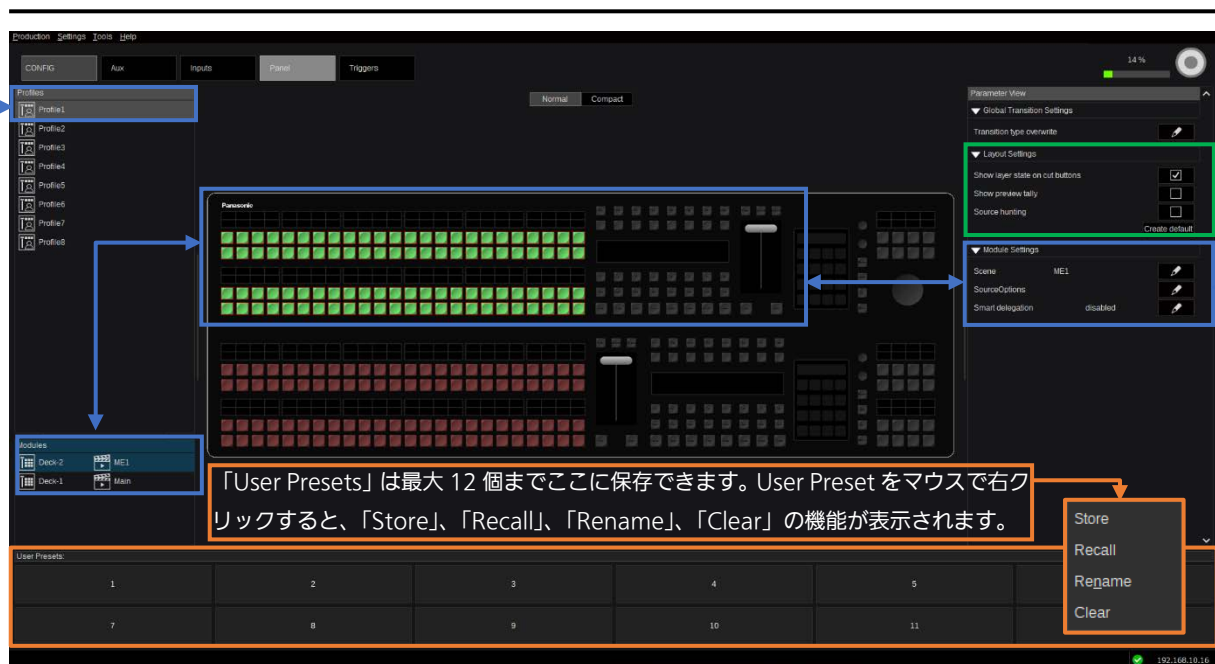 Production Settings Tools Help
CONFIG Aux Inputs Panel Triggers
14 %
Profiles
Profile1
Profile2
Profile3
Profile4
Profile5
Profile6
Profile7
Profile8
Normal Compact
Panasonic
Parameter View
Global Transition Settings
Transition type overwrite
Layout Settings
Show layer state on cut buttons
Show preview tally
Source hunting
Create default
Module Settings
Scene ME1
SourceOptions
Smart delegation disabled
Modules
Deck-2 ME1
Deck-1 Main
「User Presets」は最大 12 個までここに保存できます。User Preset をマウスで右ク
リックすると、「Store」、「Recall」、「Rename」、「Clear」の機能が表示されます。
Store
Recall
Rename
Clear
User Presets:
1 2 3 4 5
7 8 9 10 11
192.168.10.16